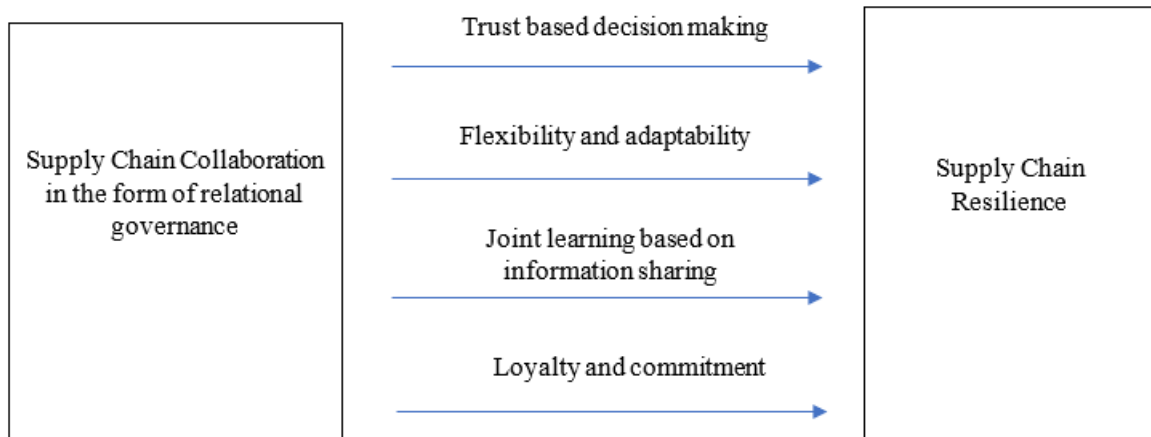 Supply Chain Collaboration
in the form of relational
governance
Trust based decision making
Flexibility and adaptability
Joint learning based on
information sharing
Loyalty and commitment
Supply Chain
Resilience